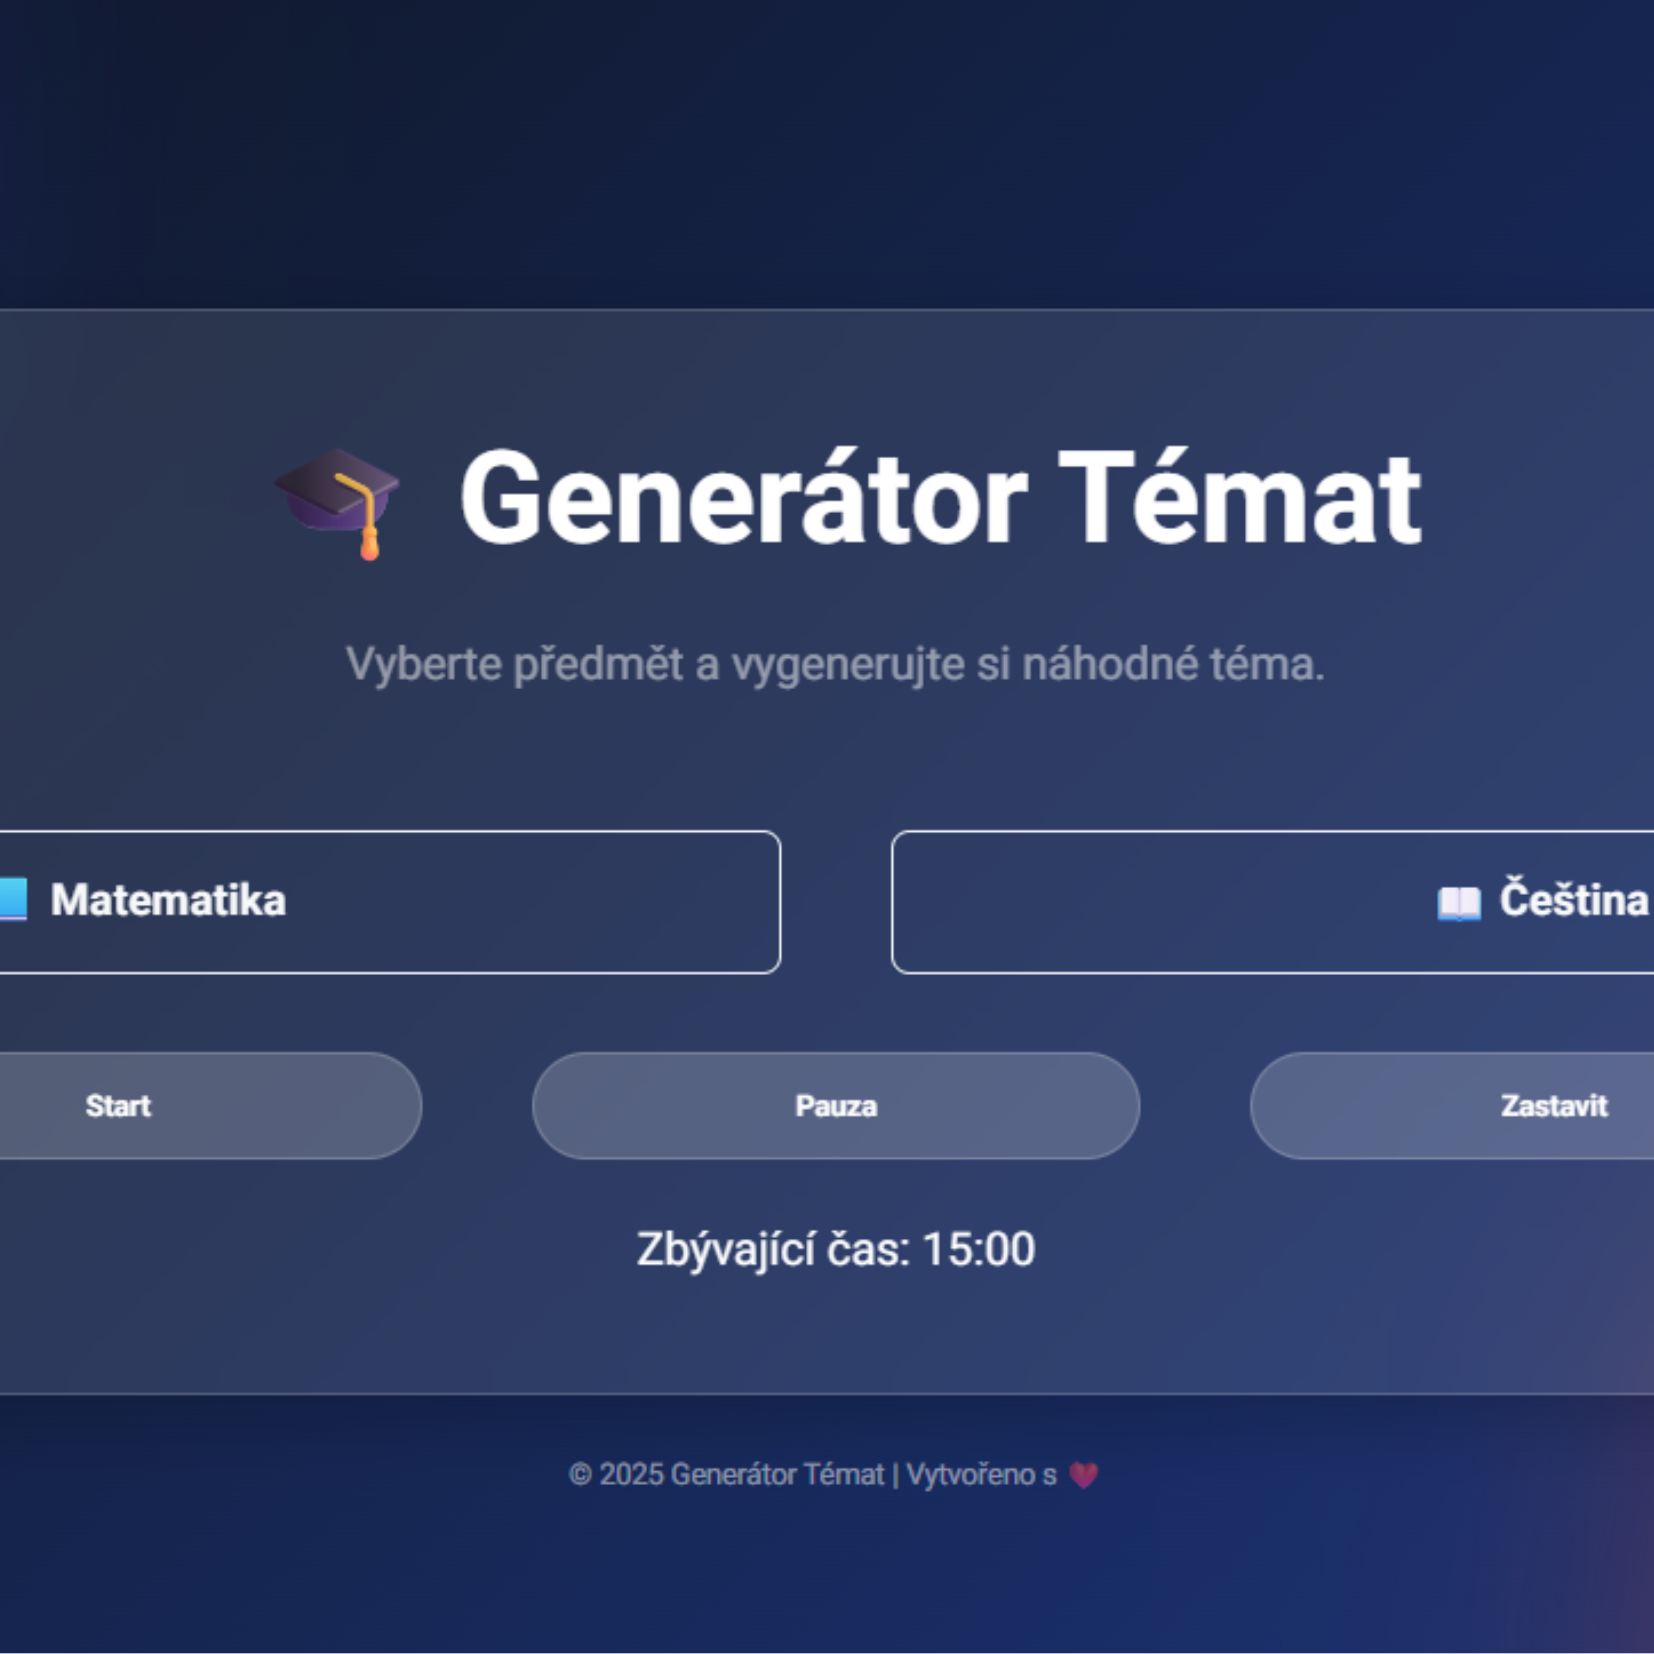 Generátor Témat
Vyberte předmět a vygenerujte si náhodné téma.
Matematika
Čeština
Start
Pauza
Zastavit
Zbývající čas: 15:00
© 2025 Generátor Témat | Vytvořeno s